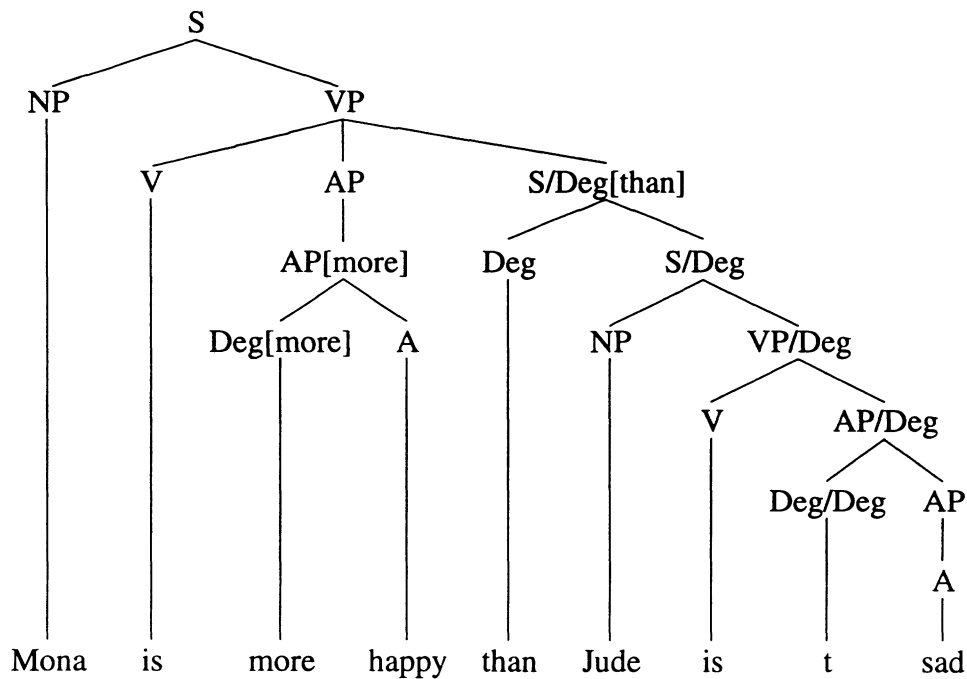 S
NP VP
V AP S/Deg[than]
AP[more] Deg S/Deg
Deg[more] A NP VP/Deg
V AP/Deg
Deg/Deg AP
A
Mona is more happy than Jude is t sad